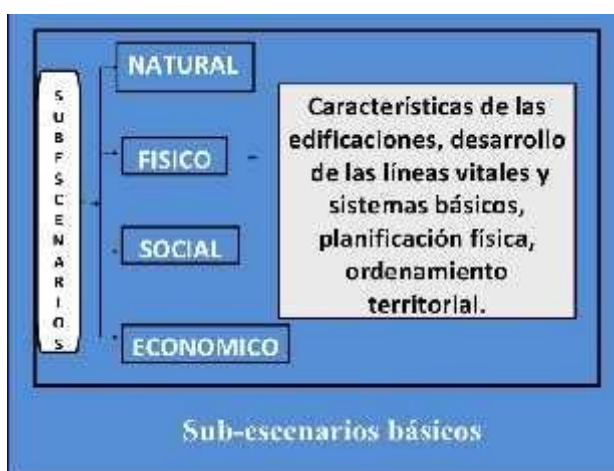 SUBESCENARIOS
NATURAL
FISICO
SOCIAL
ECONOMICO
Características de las
edificaciones, desarrollo
de las líneas vitales y
sistemas básicos,
planificación física,
ordenamiento
territorial.
Sub-escenarios básicos